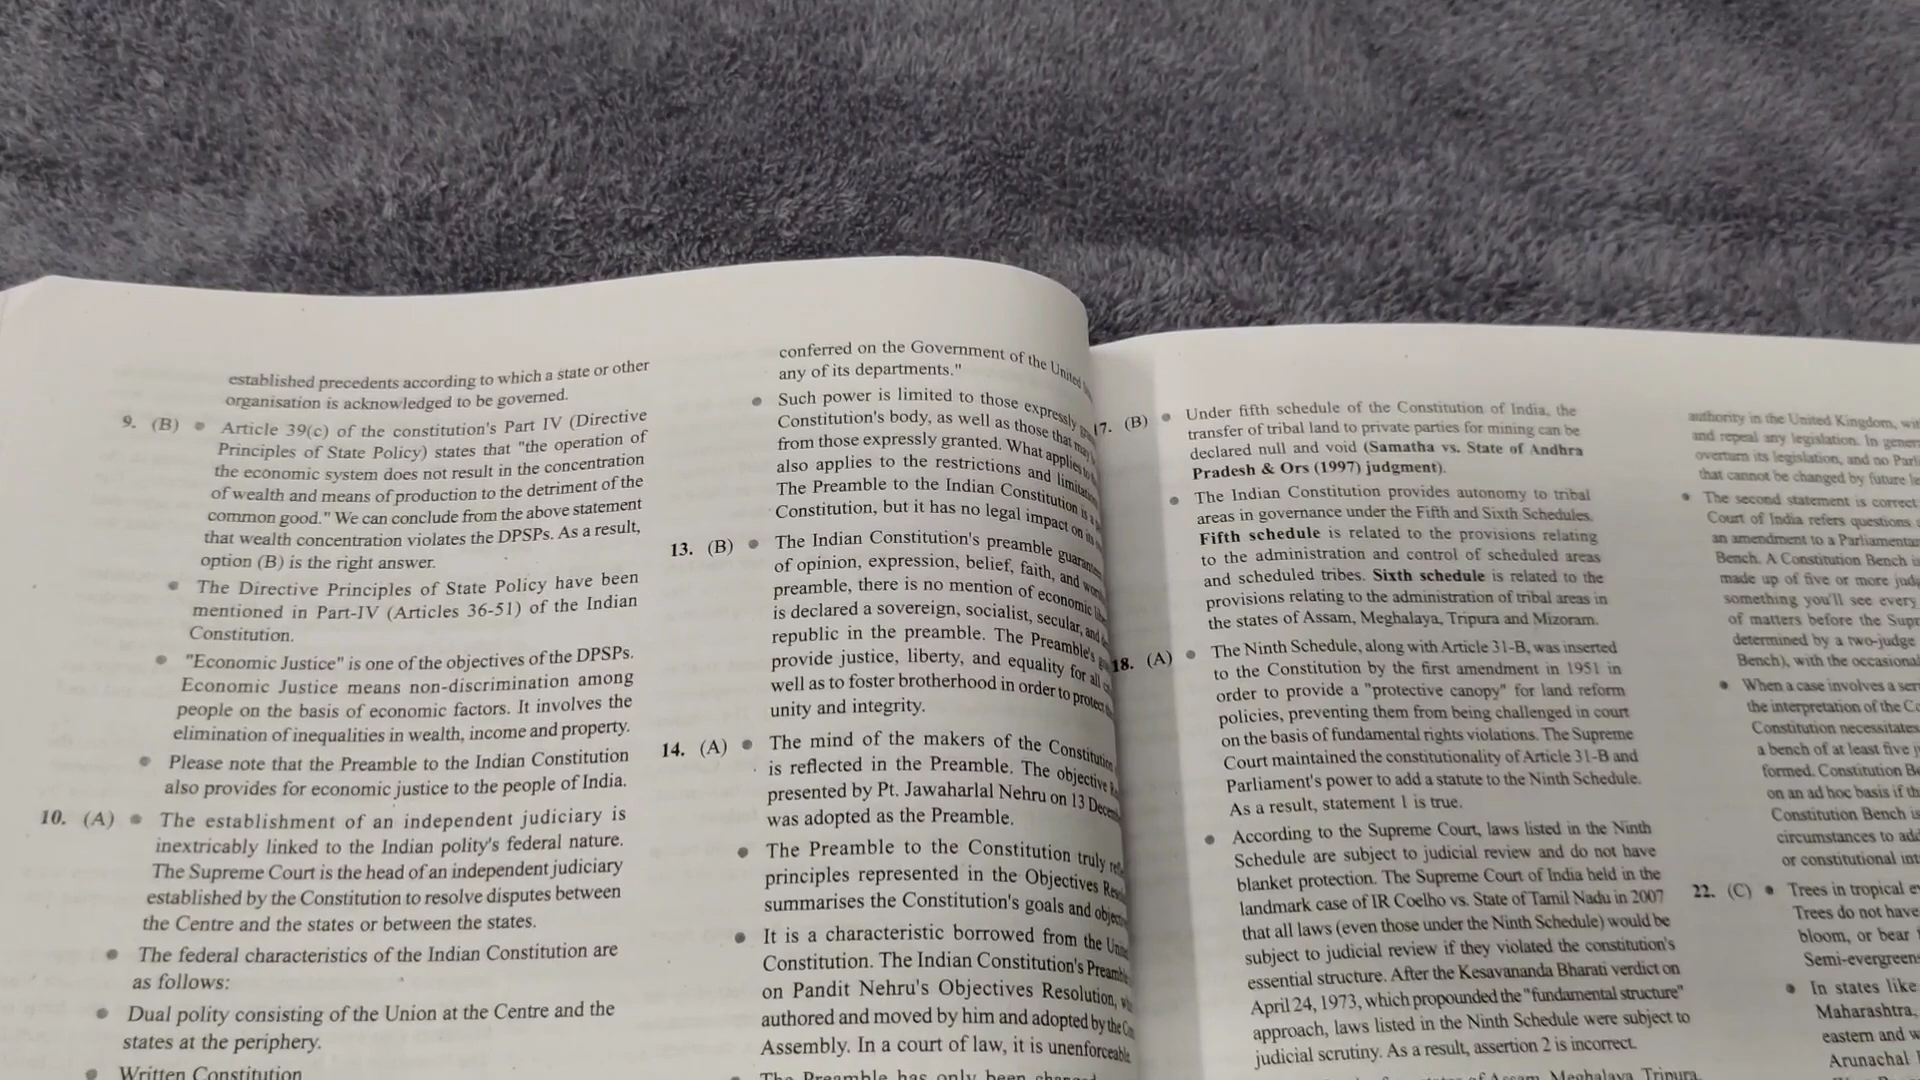 established precedents according to which a state or other
organisation is acknowledged to be governed.
9. (B) • Article 39(c) of the constitution's Part IV (Directive
Principles of State Policy) states that "the operation of
the economic system does not result in the concentration
of wealth and means of production to the detriment of the
common good." We can conclude from the above statement
that wealth concentration violates the DPSPs. As a result,
option (B) is the right answer.
• The Directive Principles of State Policy have been
mentioned in Part-IV (Articles 36-51) of the Indian
Constitution.
• "Economic Justice" is one of the objectives of the DPSPs.
Economic Justice means non-discrimination among
people on the basis of economic factors. It involves the
elimination of inequalities in wealth, income and property.
• Please note that the Preamble to the Indian Constitution
also provides for economic justice to the people of India.
10. (A) • The establishment of an independent judiciary is
inextricably linked to the Indian polity's federal nature.
The Supreme Court is the head of an independent judiciary
established by the Constitution to resolve disputes between
the Centre and the states or between the states.
• The federal characteristics of the Indian Constitution are
as follows:
• Dual polity consisting of the Union at the Centre and the
states at the periphery.
• Written Constitution
conferred on the Government of the United
any of its departments."
• Such power is limited to those expressly
Constitution's body, as well as those that may
from those expressly granted. What applies to
also applies to the restrictions and
The Preamble to the Indian Constitution is a
Constitution, but it has no legal impact on its
13. (B) • The Indian Constitution's preamble
of opinion, expression, belief, faith, and
preamble, there is no mention of economic
is declared a sovereign, socialist, secular, and
republic in the preamble. The Preamble's
provide justice, liberty, and equality for all
well as to foster brotherhood in order to protect
unity and integrity.
14. (A) • The mind of the makers of the Constitution
is reflected in the Preamble. The objective
presented by Pt. Jawaharlal Nehru on 13
was adopted as the Preamble.
• The Preamble to the Constitution truly
principles represented in the Objectives
summarises the Constitution's goals and
• It is a characteristic borrowed from the
Constitution. The Indian Constitution's
on Pandit Nehru's Objectives Resolution,
authored and moved by him and adopted by the
Assembly. In a court of law, it is unenforceable
• The Preamble has only been
17. (B) • Under fifth schedule of the Constitution of India, the
transfer of tribal land to private parties for mining can be
declared null and void (Samatha vs. State of Andhra
Pradesh & Ors (1997) judgment).
• The Indian Constitution provides autonomy to tribal
areas in governance under the Fifth and Sixth Schedules.
Fifth schedule is related to the provisions relating
to the administration and control of scheduled areas
and scheduled tribes. Sixth schedule is related to the
provisions relating to the administration of tribal areas in
the states of Assam, Meghalaya, Tripura and Mizoram.
18. (A) • The Ninth Schedule, along with Article 31-B, was inserted
to the Constitution by the first amendment in 1951 in
order to provide a "protective canopy" for land reform
policies, preventing them from being challenged in court
on the basis of fundamental rights violations. The Supreme
Court maintained the constitutionality of Article 31-B and
Parliament's power to add a statute to the Ninth Schedule.
As a result, statement 1 is true.
• According to the Supreme Court, laws listed in the Ninth
Schedule are subject to judicial review and do not have
blanket protection. The Supreme Court of India held in the
landmark case of IR Coelho vs. State of Tamil Nadu in 2007
that all laws (even those under the Ninth Schedule) would be
subject to judicial review if they violated the constitution's
essential structure. After the Kesavananda Bharati verdict on
April 24, 1973, which propounded the "fundamental structure"
approach, laws listed in the Ninth Schedule were subject to
judicial scrutiny. As a result, assertion 2 is incorrect.
of Assam, Meghalaya, Tripura
authority in the United Kingdom,
and repeal any legislation. In
overturn its legislation, and no
that cannot be changed by future
• The second statement is correct
Court of India refers questions
an amendment to a
Bench. A Constitution Bench
made up of five or more
something you'll see every
of matters before the
determined by a two-judge
Bench), with the
• When a case involves a
the interpretation of the
Constitution necessitates
a bench of at least five
formed. Constitution
on an ad hoc basis if
Constitution Bench
circumstances to
or constitutional
22. (C) • Trees in tropical
Trees do not have
bloom, or bear
• In states like
Maharashtra,
eastern and